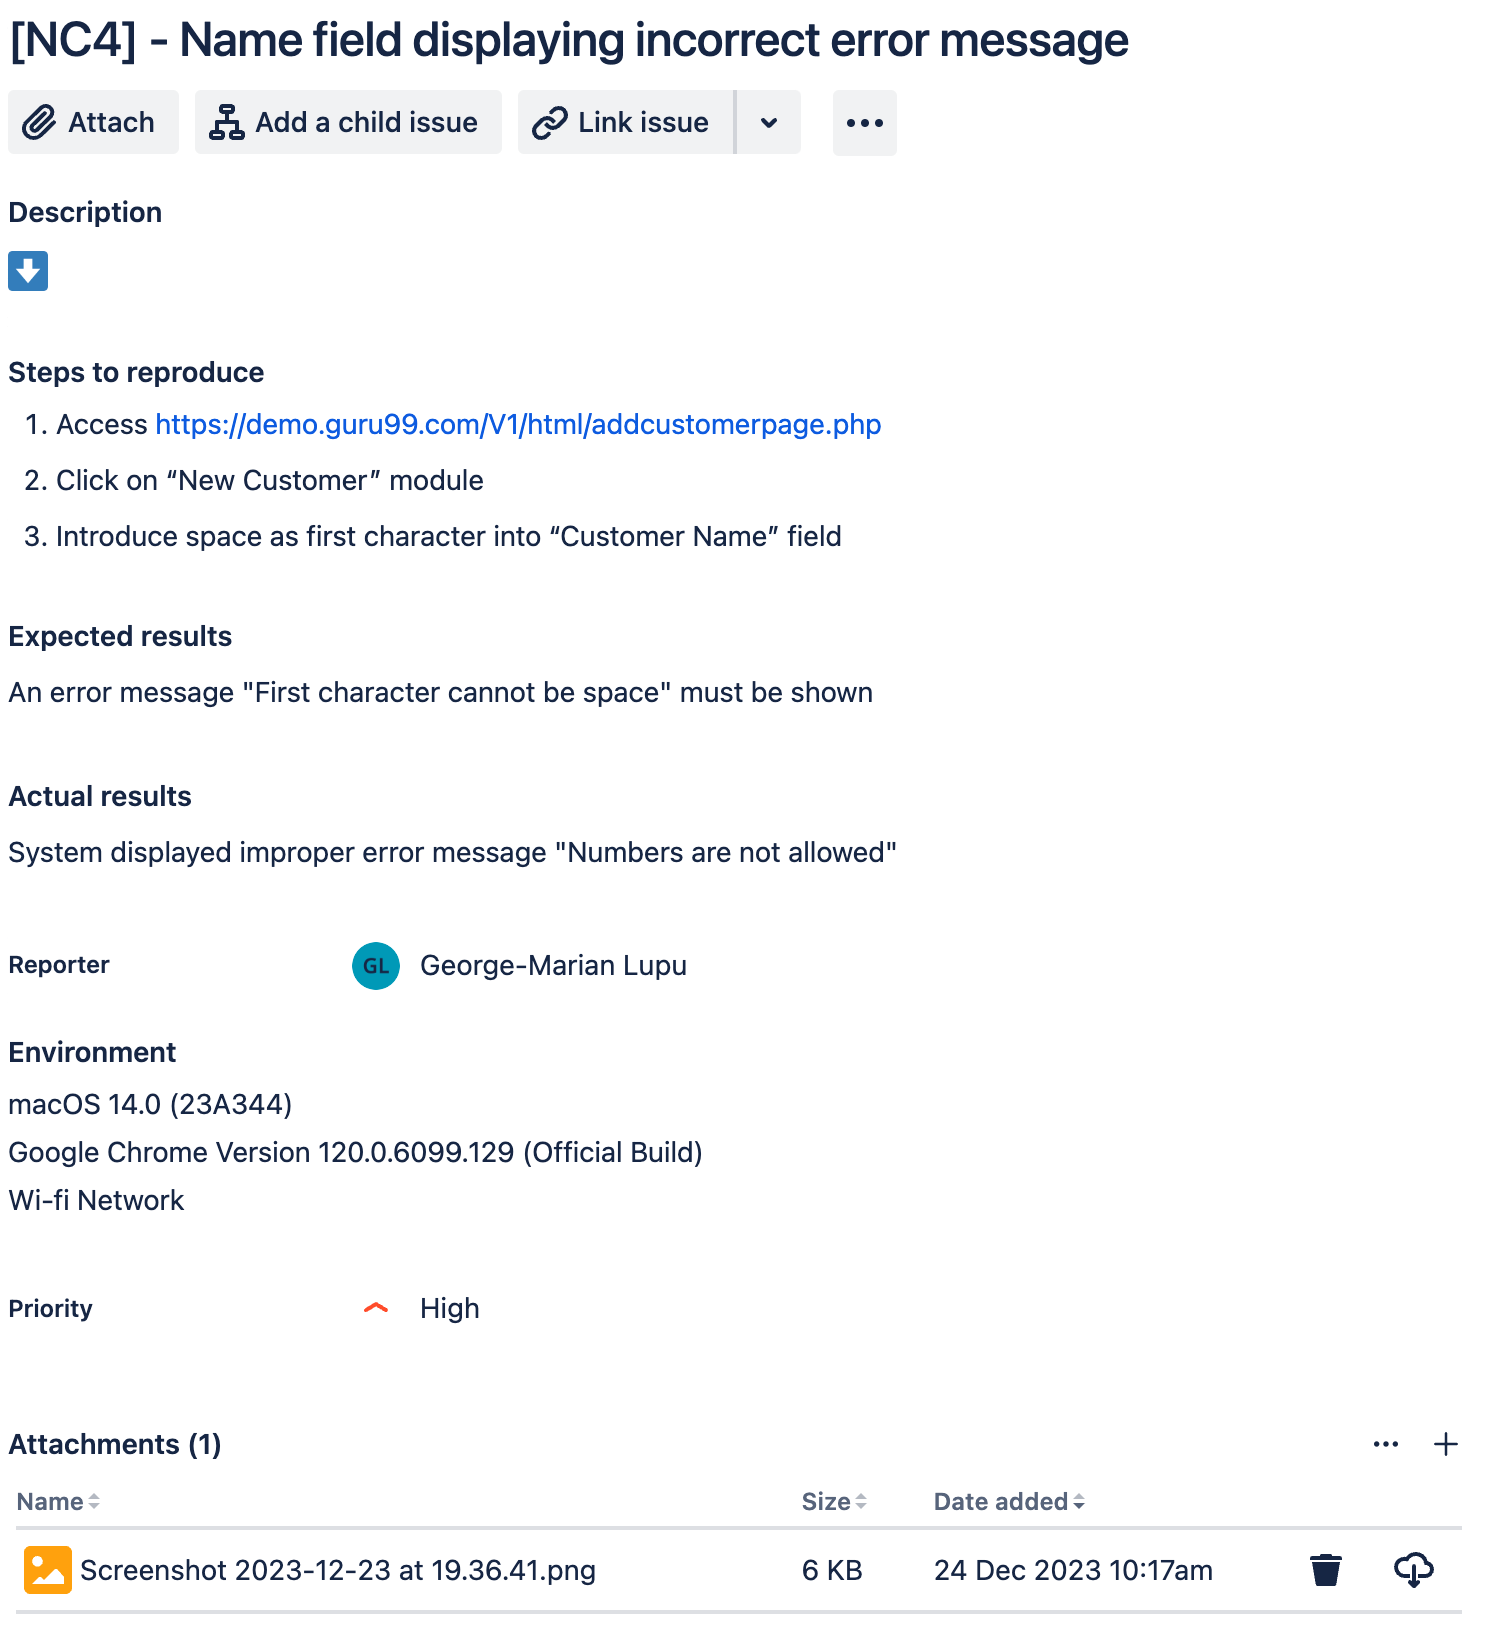 [NC4] - Name field displaying incorrect error message
Attach
Add a child issue
Link issue
Description
Steps to reproduce
1. Access https://demo.guru99.com/V1/html/addcustomerpage.php
2. Click on “New Customer” module
3. Introduce space as first character into “Customer Name” field
Expected results
An error message "First character cannot be space" must be shown
Actual results
System displayed improper error message "Numbers are not allowed"
Reporter GL George-Marian Lupu
Environment
macOS 14.0 (23A344)
Google Chrome Version 120.0.6099.129 (Official Build)
Wi-fi Network
Priority High
Attachments (1)
Name Size Date added
Screenshot 2023-12-23 at 19.36.41.png 6 KB 24 Dec 2023 10:17am